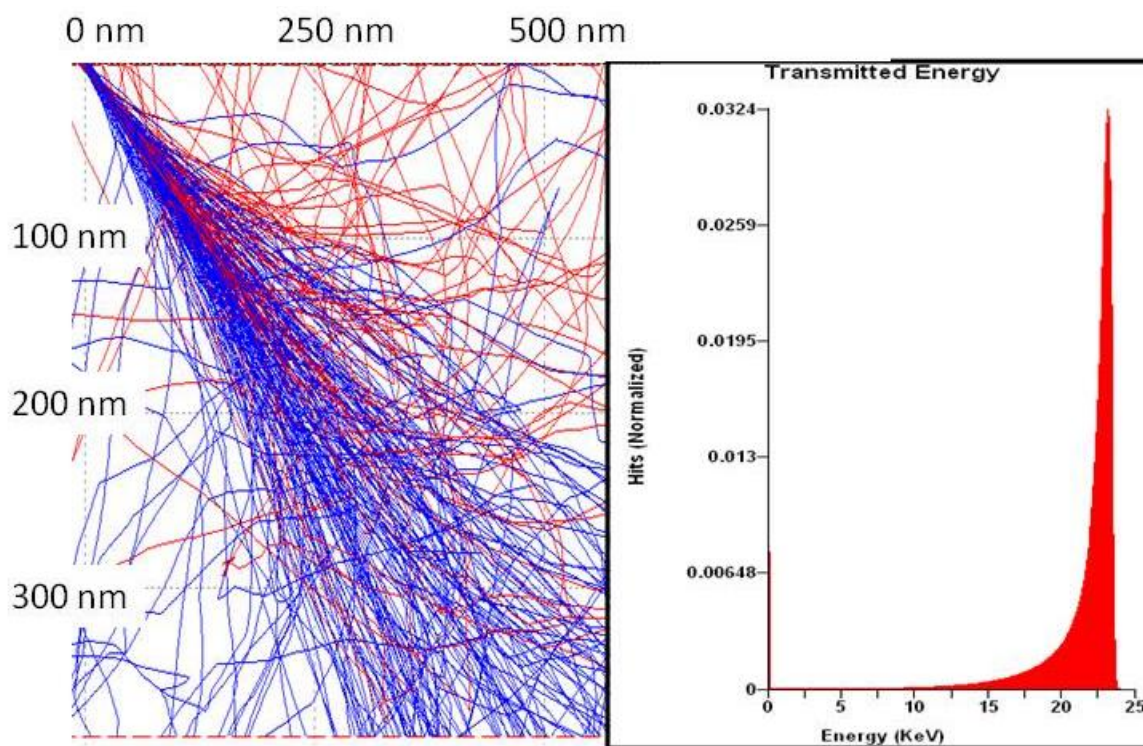 0 nm 250 nm 500 nm
100 nm
200 nm
300 nm
Transmitted Energy
0.0324
0.0259
0.0195
0.013
0.00648
0
Hits (Normalized)
0 5 10 15 20 25
Energy (KeV)